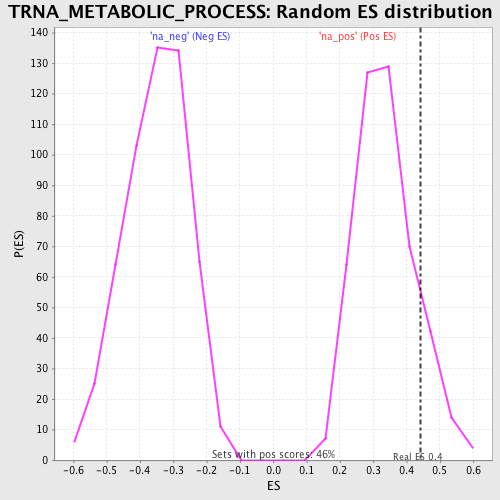 TRNA_METABOLIC_PROCESS: Random ES distribution
'na_neg' (Neg ES)
'na_pos' (Pos ES)
140
130
120
110
100
90
80
70
60
50
40
30
20
10
0
P(ES)
Sets with pos scores: 46%
Real ES 0.4
-0.6 -0.5 -0.4 -0.3 -0.2 -0.1 0.0 0.1 0.2 0.3 0.4 0.5 0.6
ES